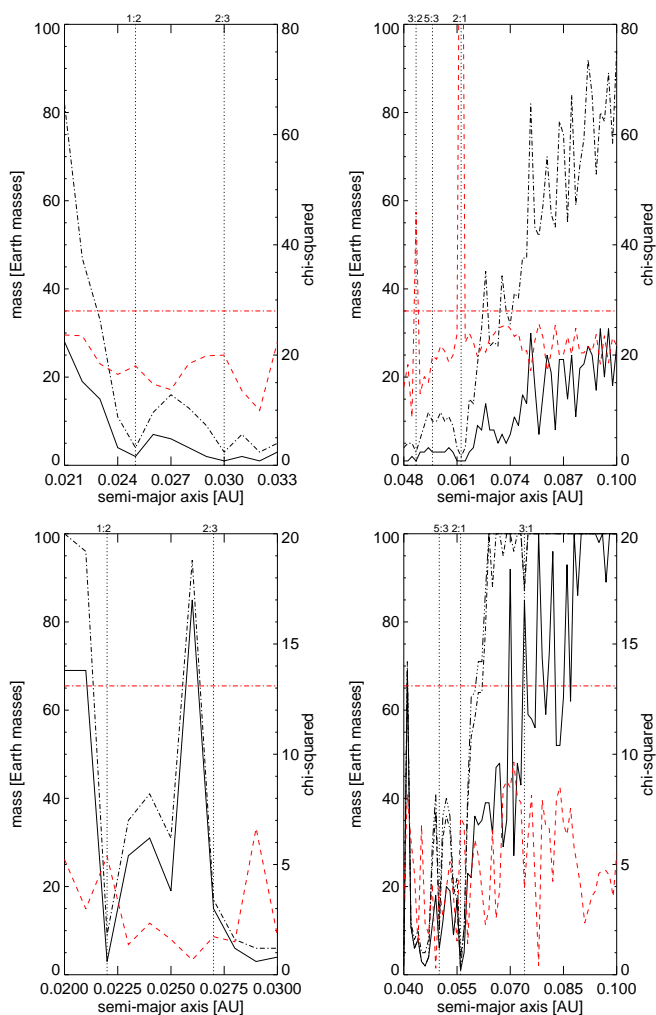 1:2 2:3
100 80
80 60
60 40
40 20
20 0
0
mass [Earth masses]
chi-squared
0.021 0.024 0.027 0.030 0.033
semi-major axis [AU]
3:2 5:3 2:1
100 80
80 60
60 40
40 20
20 0
0
mass [Earth masses]
chi-squared
0.048 0.061 0.074 0.087 0.100
semi-major axis [AU]
1:2 2:3
100 20
80 15
60 10
40 5
20 0
0
mass [Earth masses]
chi-squared
0.0200 0.0225 0.0250 0.0275 0.0300
semi-major axis [AU]
5:3 2:1 3:1
100 20
80 15
60 10
40 5
20 0
0
mass [Earth masses]
chi-squared
0.040 0.055 0.070 0.085 0.100
semi-major axis [AU]